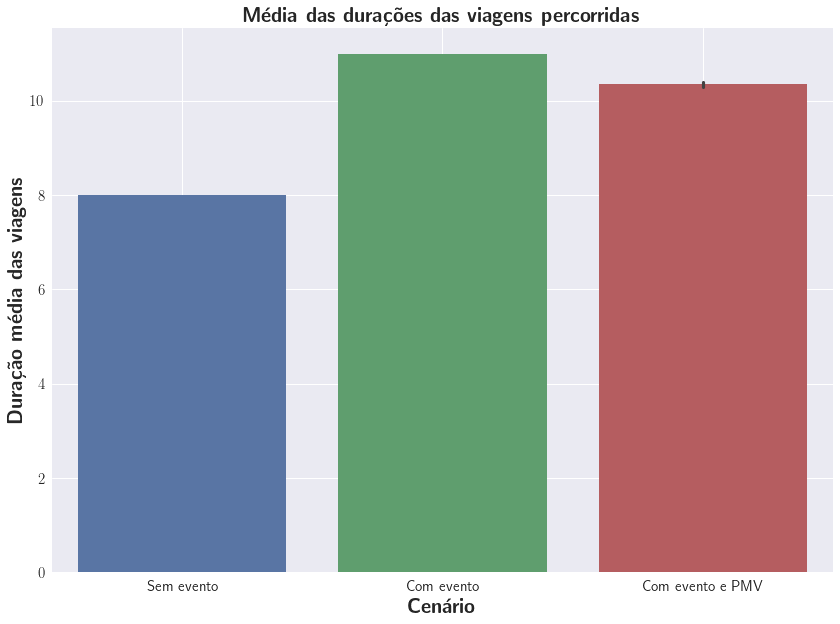 Média das durações das viagens percorridas
Duração média das viagens
10
8
6
4
2
0
Sem evento
Com evento
Com evento e PMV
Cenário